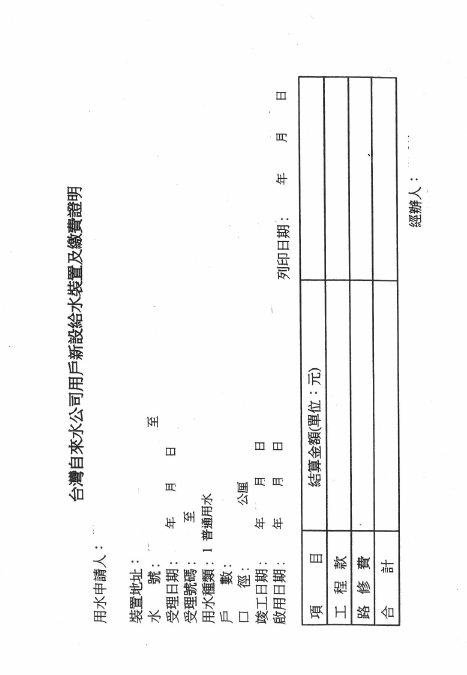 台灣自來水公司用戶新設給水裝置及繳費證明
用水申請人：
裝置地址：
水　　號：　　　　　　至
受理日期：　　年　　月　　日
受理號碼：　　　至
用水種類：1 普通用水
戶　　數：
口　　徑：　　　　公厘
竣工日期：　　年　　月　　日
啟用日期：　　年　　月　　日　　　　　　列印日期：　　年　　月　　日
項　　目　　結算金額(單位：元)
工 程 款
路 修 費
合　　計
經辦人：